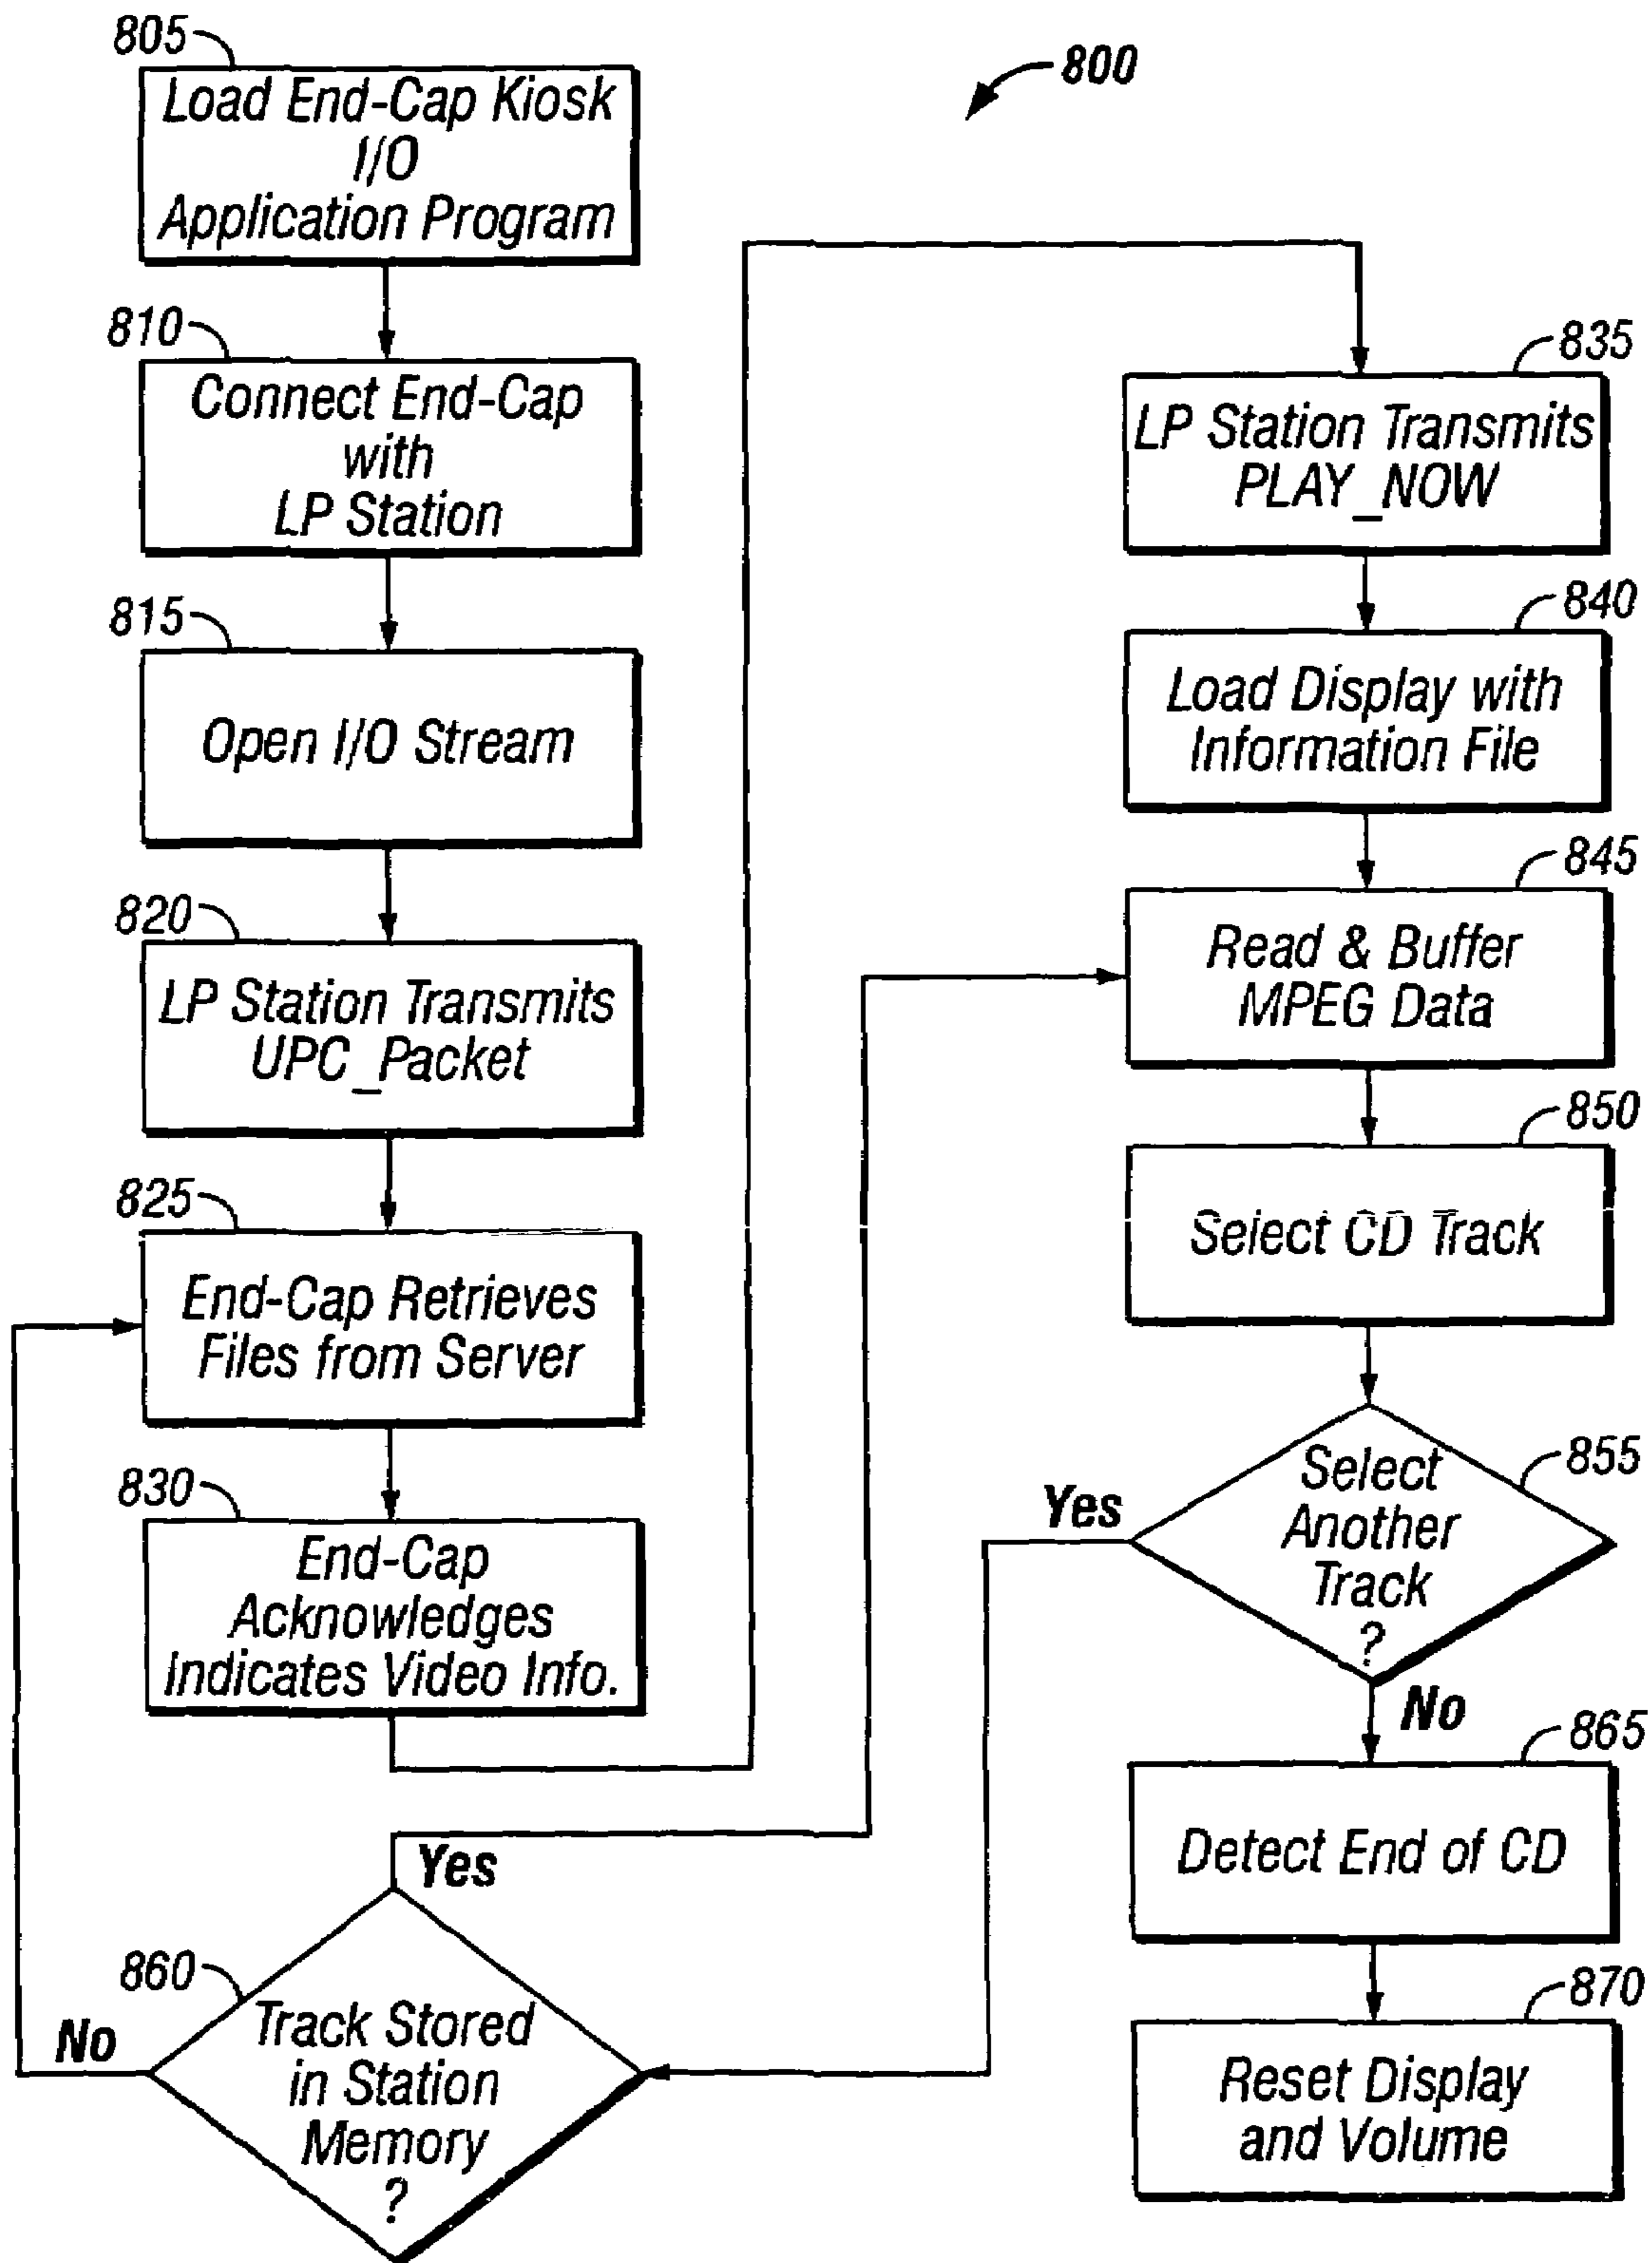 800
805
Load End-Cap Kiosk
I/O
Application Program
810
Connect End-Cap
with
LP Station
815
Open I/O Stream
820
LP Station Transmits
UPC_Packet
825
End-Cap Retrieves
Files from Server
830
End-Cap
Acknowledges
Indicates Video Info.
835
LP Station Transmits
PLAY_NOW
840
Load Display with
Information File
845
Read & Buffer
MPEG Data
850
Select CD Track
855
Select
Another
Track
?
Yes
No
860
Track Stored
in Station
Memory
?
Yes
No
865
Detect End of CD
870
Reset Display
and Volume